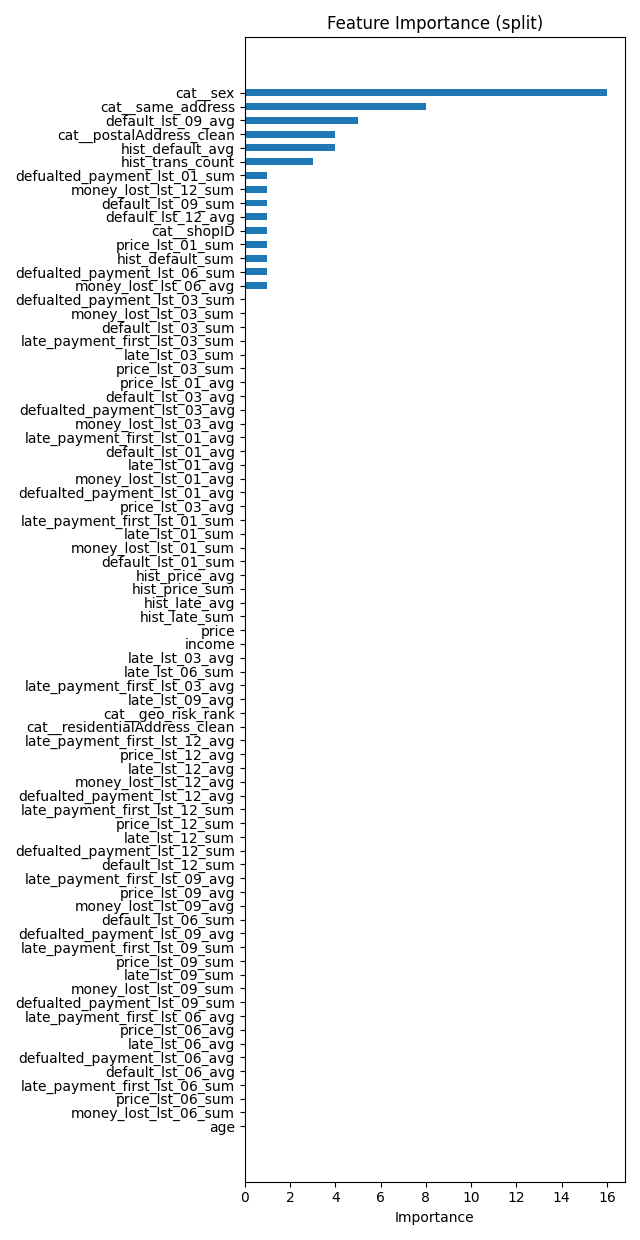 Feature Importance (split)
cat__sex
cat__same_address
default_lst_09_avg
cat__postalAddress_clean
hist_default_avg
hist_trans_count
defualted_payment_lst_01_sum
money_lost_lst_12_sum
default_lst_09_sum
default_lst_12_avg
cat__shopID
price_lst_01_sum
hist_default_sum
defualted_payment_lst_06_sum
money_lost_lst_06_avg
defualted_payment_lst_03_sum
money_lost_lst_03_sum
default_lst_03_sum
late_payment_first_lst_03_sum
late_lst_03_sum
price_lst_03_sum
price_lst_01_avg
default_lst_03_avg
defualted_payment_lst_03_avg
money_lost_lst_03_avg
late_payment_first_lst_01_avg
default_lst_01_avg
late_lst_01_avg
money_lost_lst_01_avg
defualted_payment_lst_01_avg
price_lst_03_avg
late_payment_first_lst_01_sum
late_lst_01_sum
money_lost_lst_01_sum
default_lst_01_sum
hist_price_avg
hist_price_sum
hist_late_avg
hist_late_sum
price
income
late_lst_03_avg
late_lst_06_sum
late_payment_first_lst_03_avg
late_lst_09_avg
cat__geo_risk_rank
cat__residentialAddress_clean
late_payment_first_lst_12_avg
price_lst_12_avg
late_lst_12_avg
money_lost_lst_12_avg
defualted_payment_lst_12_avg
late_payment_first_lst_12_sum
price_lst_12_sum
late_lst_12_sum
defualted_payment_lst_12_sum
default_lst_12_sum
late_payment_first_lst_09_avg
price_lst_09_avg
money_lost_lst_09_avg
default_lst_06_sum
defualted_payment_lst_09_avg
late_payment_first_lst_09_sum
price_lst_09_sum
late_lst_09_sum
money_lost_lst_09_sum
defualted_payment_lst_09_sum
late_payment_first_lst_06_avg
price_lst_06_avg
late_lst_06_avg
defualted_payment_lst_06_avg
default_lst_06_avg
late_payment_first_lst_06_sum
price_lst_06_sum
money_lost_lst_06_sum
age
0 2 4 6 8 10 12 14 16
Importance